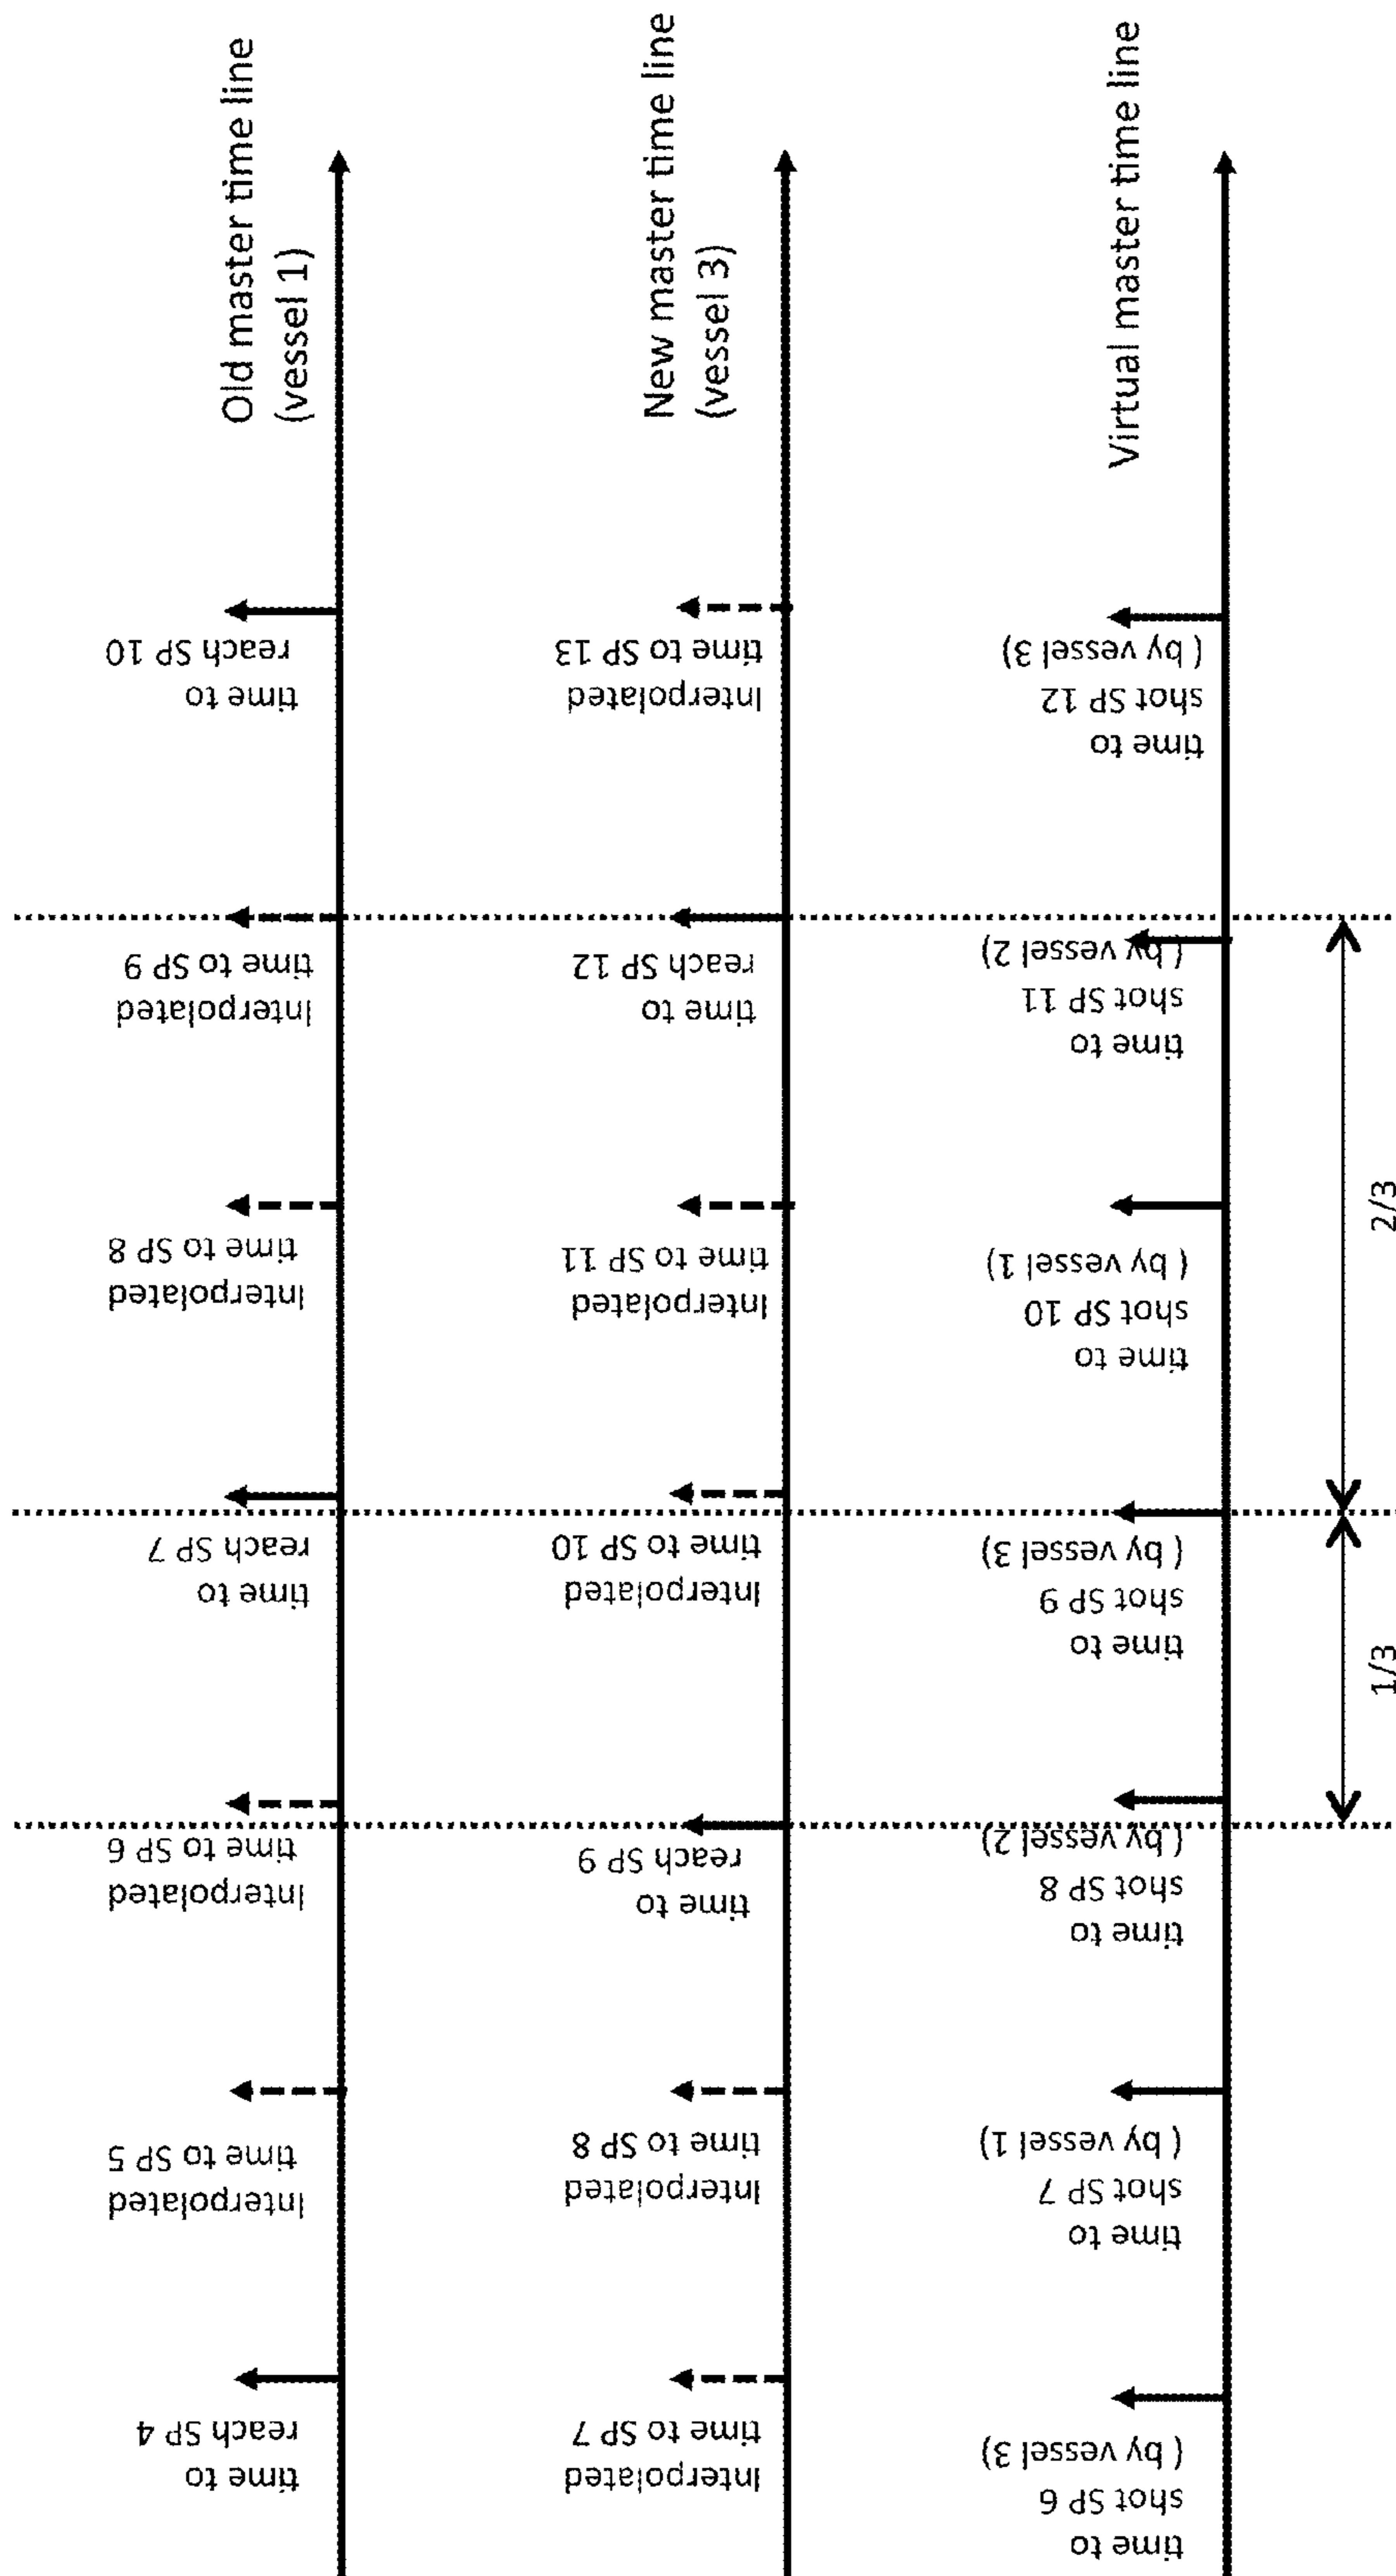 Old master time line
(vessel 1)
time to
reach SP 4
Interpolated
time to SP 5
Interpolated
time to SP 6
time to
reach SP 7
Interpolated
time to SP 8
Interpolated
time to SP 9
time to
reach SP 10
New master time line
(vessel 3)
Interpolated
time to SP 7
Interpolated
time to SP 8
time to
reach SP 9
Interpolated
time to SP 10
Interpolated
time to SP 11
time to
reach SP 12
Interpolated
time to SP 13
Virtual master time line
time to
shot SP 6
( by vessel 3)
time to
shot SP 7
( by vessel 1)
time to
shot SP 8
( by vessel 2)
time to
shot SP 9
( by vessel 3)
time to
shot SP 10
( by vessel 1)
time to
shot SP 11
( by vessel 2)
time to
shot SP 12
( by vessel 3)
1/3
2/3